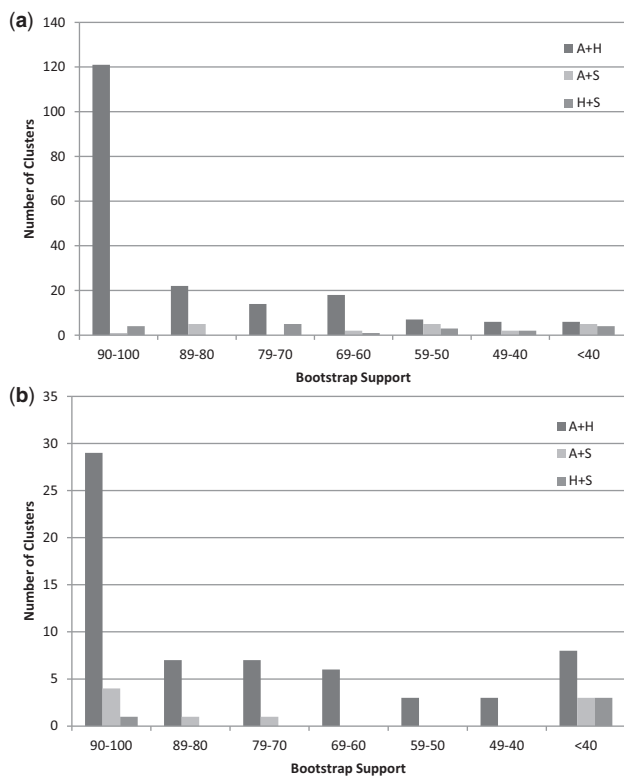 (a)
140
120
100
80
60
40
20
0
Number of Clusters
A+H
A+S
H+S
90-100 89-80 79-70 69-60 59-50 49-40 <40
Bootstrap Support
(b)
35
30
25
20
15
10
5
0
Number of Clusters
A+H
A+S
H+S
90-100 89-80 79-70 69-60 59-50 49-40 <40
Bootstrap Support